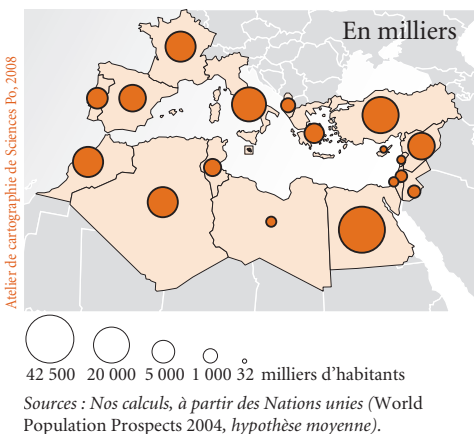 En milliers
Atelier de cartographie de Sciences Po, 2008
42 500 20 000 5 000 1 000 32 milliers d'habitants
Sources : Nos calculs, à partir des Nations unies (World
Population Prospects 2004, hypothèse moyenne).